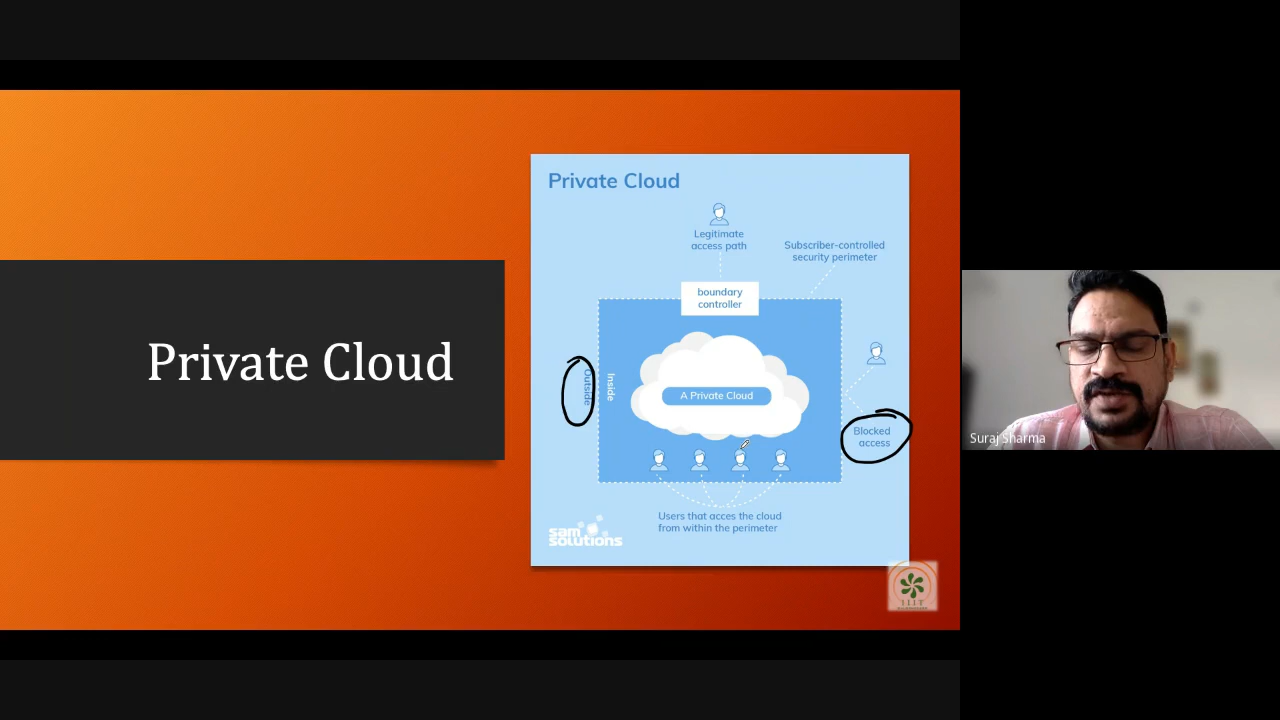 Private Cloud
Private Cloud
Legitimate
access path
Subscriber-controlled
security perimeter
boundary
controller
Outside
Inside
A Private Cloud
Blocked
access
Users that acces the cloud
from within the perimeter
sam
solutions
Suraj Sharma